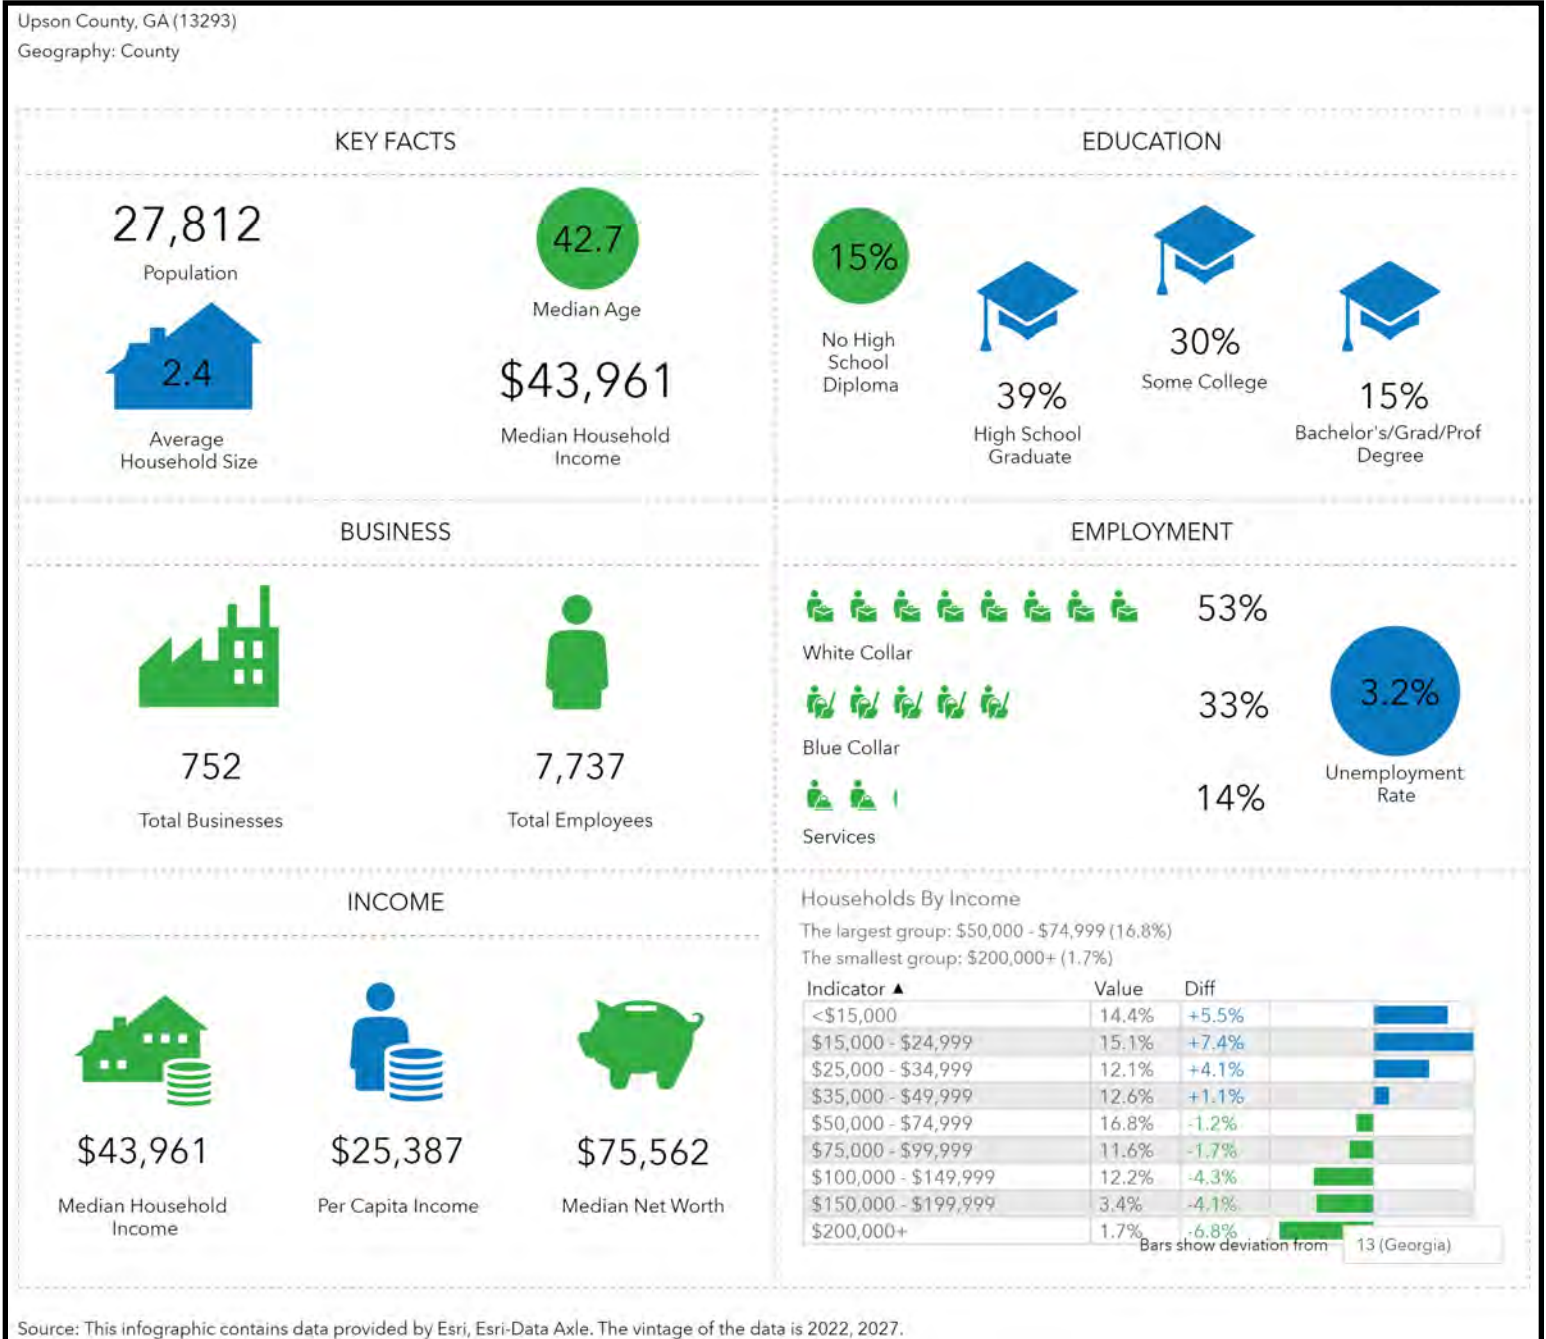 Upson County, GA (13293)
Geography: County
KEY FACTS
27,812
Population
42.7
Median Age
2.4
Average
Household Size
$43,961
Median Household
Income
EDUCATION
15%
No High
School
Diploma
39%
High School
Graduate
30%
Some College
15%
Bachelor's/Grad/Prof
Degree
BUSINESS
752
Total Businesses
7,737
Total Employees
EMPLOYMENT
53%
White Collar
33%
Blue Collar
14%
Services
3.2%
Unemployment
Rate
INCOME
$43,961
Median Household
Income
$25,387
Per Capita Income
$75,562
Median Net Worth
Households By Income
The largest group: $50,000 - $74,999 (16.8%)
The smallest group: $200,000+ (1.7%)
Indicator ▲ Value Diff
<$15,000 14.4% +5.5%
$15,000 - $24,999 15.1% +7.4%
$25,000 - $34,999 12.1% +4.1%
$35,000 - $49,999 12.6% +1.1%
$50,000 - $74,999 16.8% -1.2%
$75,000 - $99,999 11.6% -1.7%
$100,000 - $149,999 12.2% -4.3%
$150,000 - $199,999 3.4% -4.1%
$200,000+ 1.7% -6.8%
Bars show deviation from 13 (Georgia)
Source: This infographic contains data provided by Esri, Esri-Data Axle. The vintage of the data is 2022, 2027.